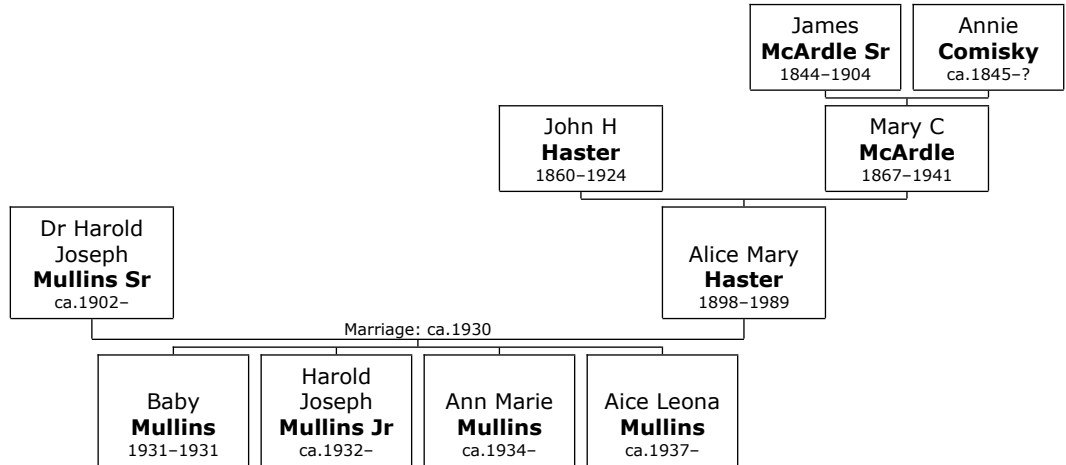 James
McArdle Sr
1844–1904
Annie
Comisky
ca.1845–?
John H
Haster
1860–1924
Mary C
McArdle
1867–1941
Dr Harold
Joseph
Mullins Sr
ca.1902–
Alice Mary
Haster
1898–1989
Marriage: ca.1930
Baby
Mullins
1931–1931
Harold
Joseph
Mullins Jr
ca.1932–
Ann Marie
Mullins
ca.1934–
Aice Leona
Mullins
ca.1937–